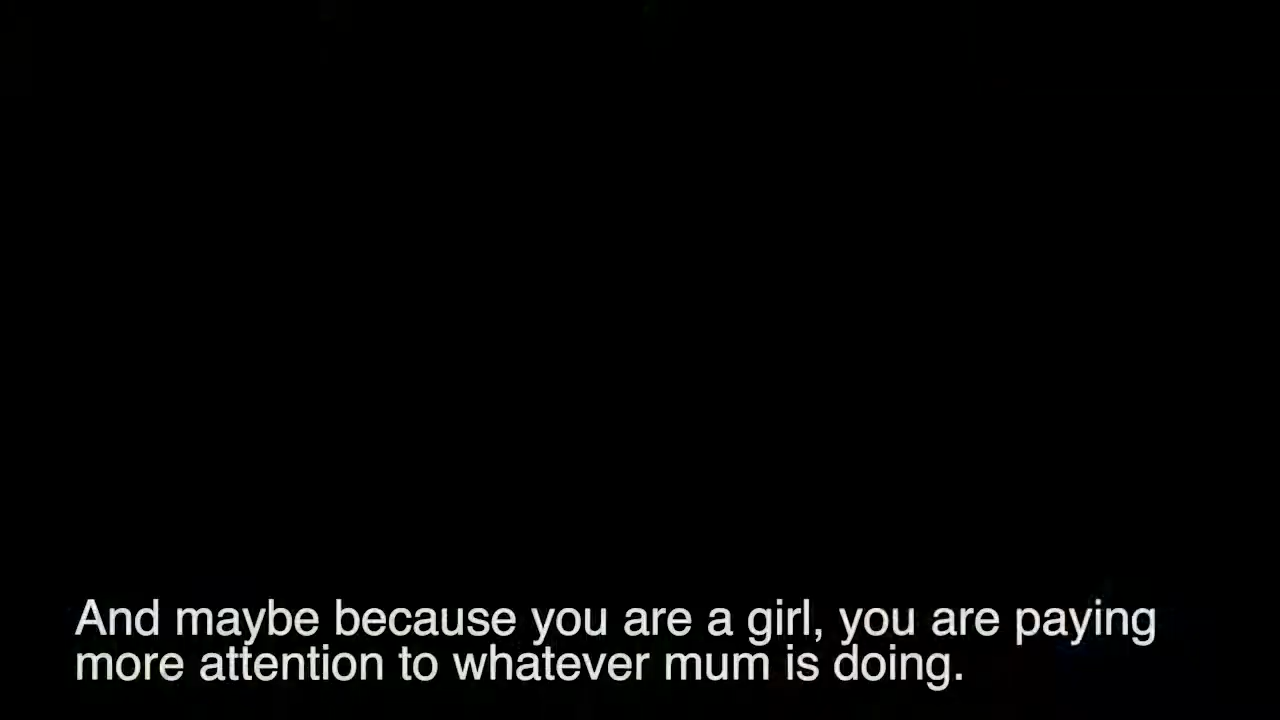 And maybe because you are a girl, you are paying
more attention to whatever mum is doing.